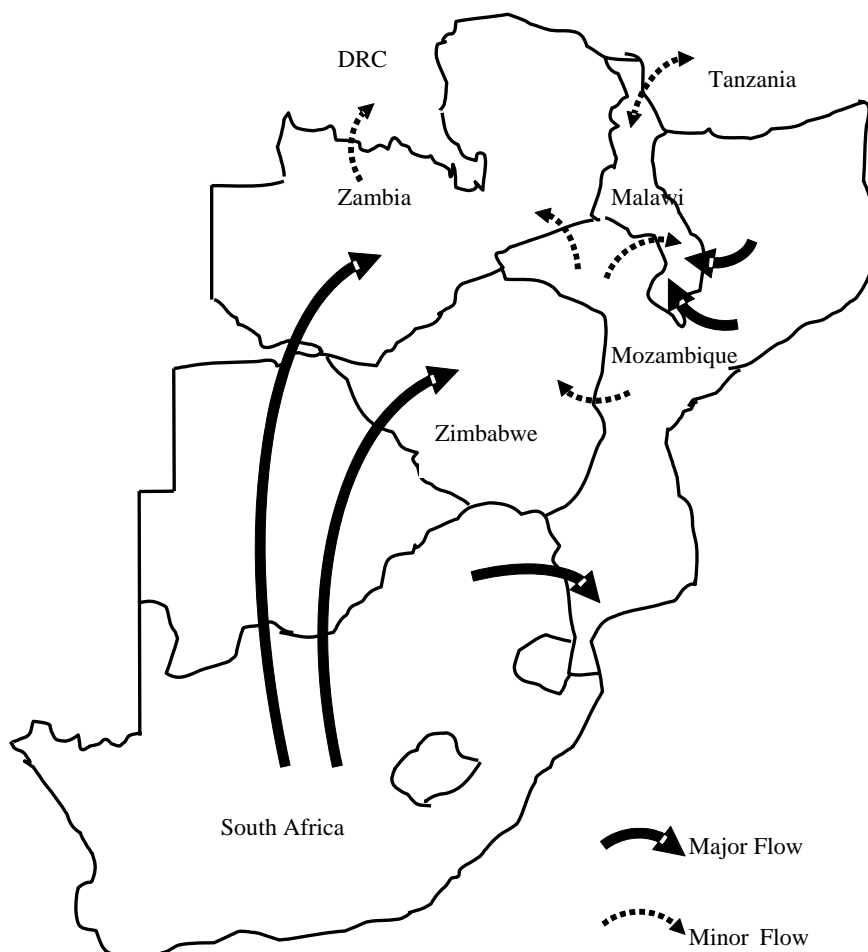 DRC
Tanzania
Zambia
Malawi
Mozambique
Zimbabwe
South Africa
Major Flow
Minor Flow